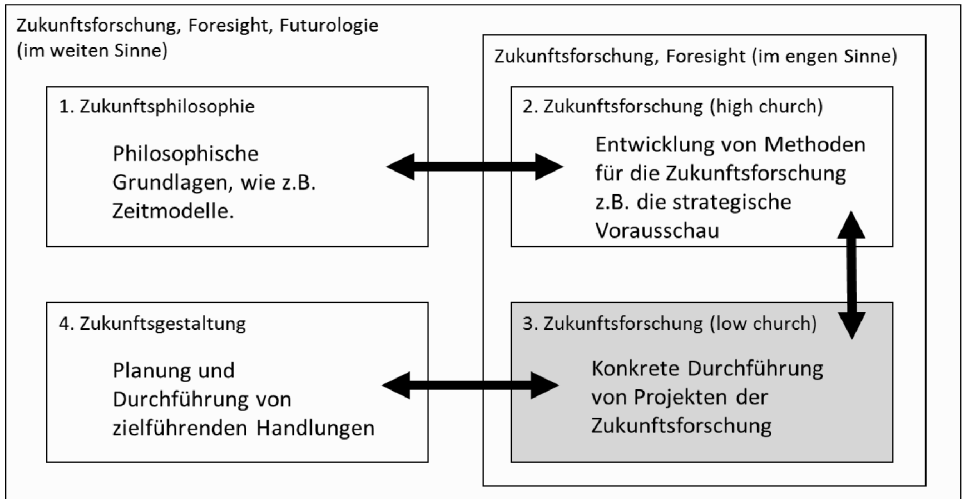 Zukunftsforschung, Foresight, Futurologie
(im weiten Sinne)
Zukunftsforschung, Foresight (im engen Sinne)
1. Zukunftsphilosophie
Philosophische
Grundlagen, wie z.B.
Zeitmodelle.
2. Zukunftsforschung (high church)
Entwicklung von Methoden
für die Zukunftsforschung
z.B. die strategische
Vorausschau
3. Zukunftsforschung (low church)
Konkrete Durchführung
von Projekten der
Zukunftsforschung
4. Zukunftsgestaltung
Planung und
Durchführung von
zielführenden Handlungen